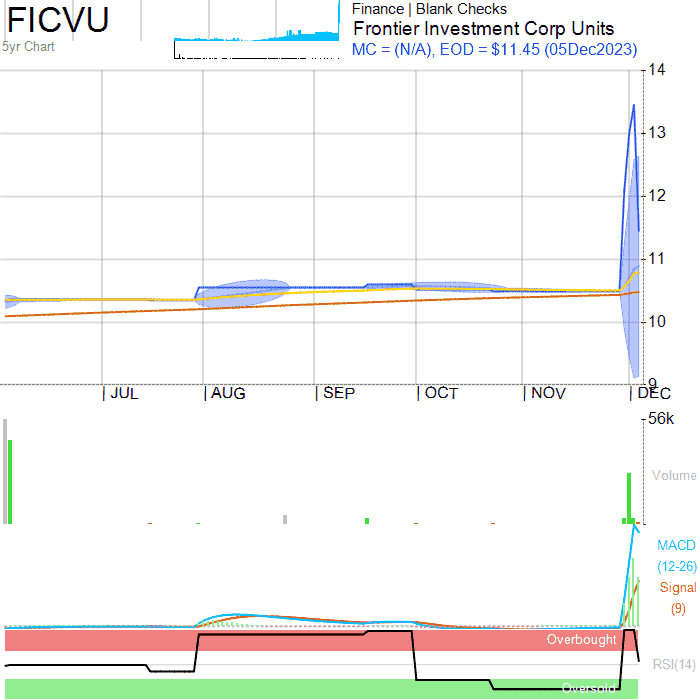 FICVU
5yr Chart
Finance | Blank Checks
Frontier Investment Corp Units
MC = (N/A), EOD = $11.45 (05Dec2023)
14
13
12
11
10
9
| JUL | AUG | SEP | OCT | NOV | DEC
56k
Volume
MACD
(12-26)
Signal
(9)
Overbought
RSI(14)
Oversold